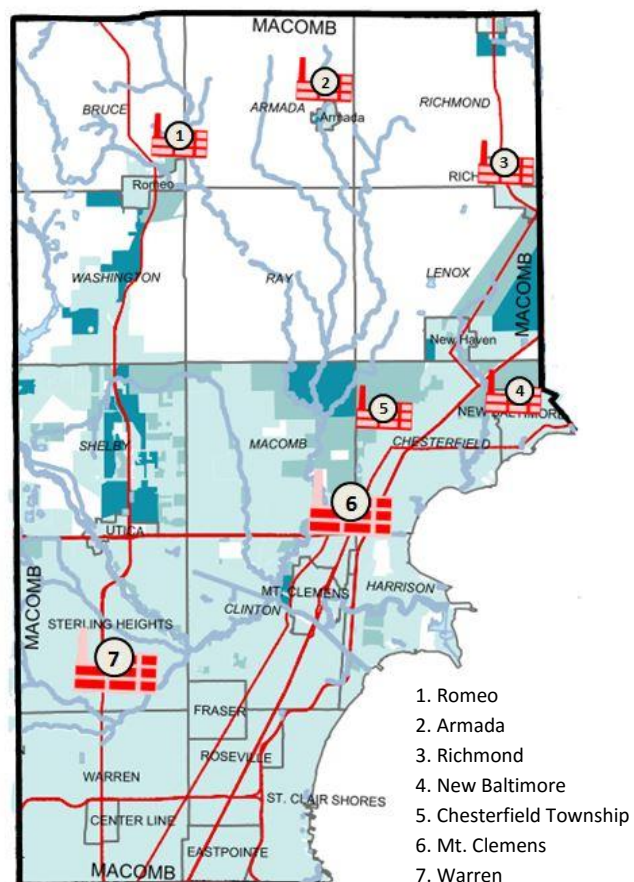 MACOMB
BRUCE
ARMADA
RICHMOND
2
Armada
1
3
RICH
Romeo
WASHINGTON
RAY
LENOX
MACOMB
New Haven
4
NEW BALTIMORE
5
SHELBY
MACOMB
CHESTERFIELD
6
UTICA
MACOMB
MT. CLEMENS
HARRISON
CLINTON
STERLING HEIGHTS
7
FRASER
ROSEVILLE
WARREN
ST. CLAIR SHORES
CENTER LINE
EASTPOINTE
MACOMB
1. Romeo
2. Armada
3. Richmond
4. New Baltimore
5. Chesterfield Township
6. Mt. Clemens
7. Warren